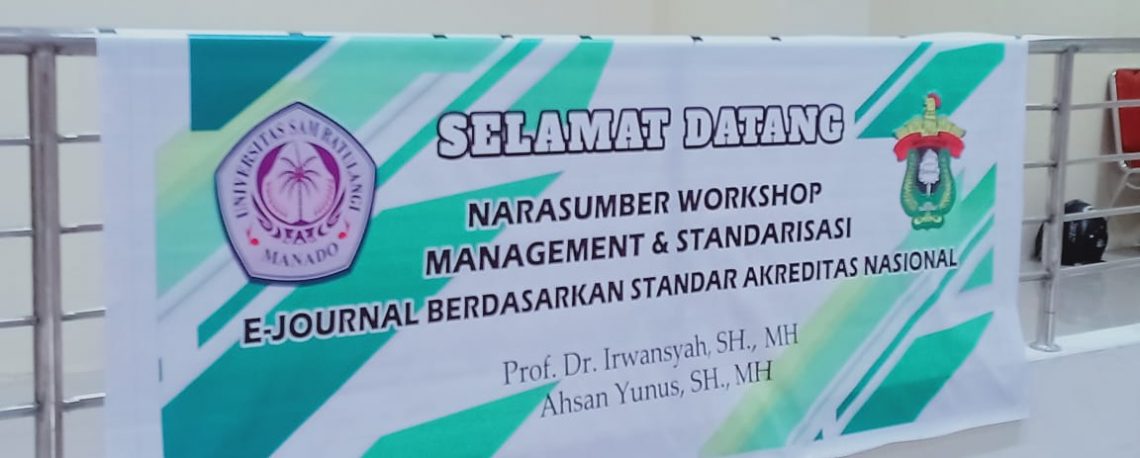 SELAMAT DATANG
NARASUMBER WORKSHOP
MANAGEMENT & STANDARISASI
E-JOURNAL BERDASARKAN STANDAR AKREDITAS NASIONAL
Prof. Dr. Irwansyah, SH., MH
Ahsan Yunus, SH., MH
UNIVERSITAS SAM RATULANGI
MANADO